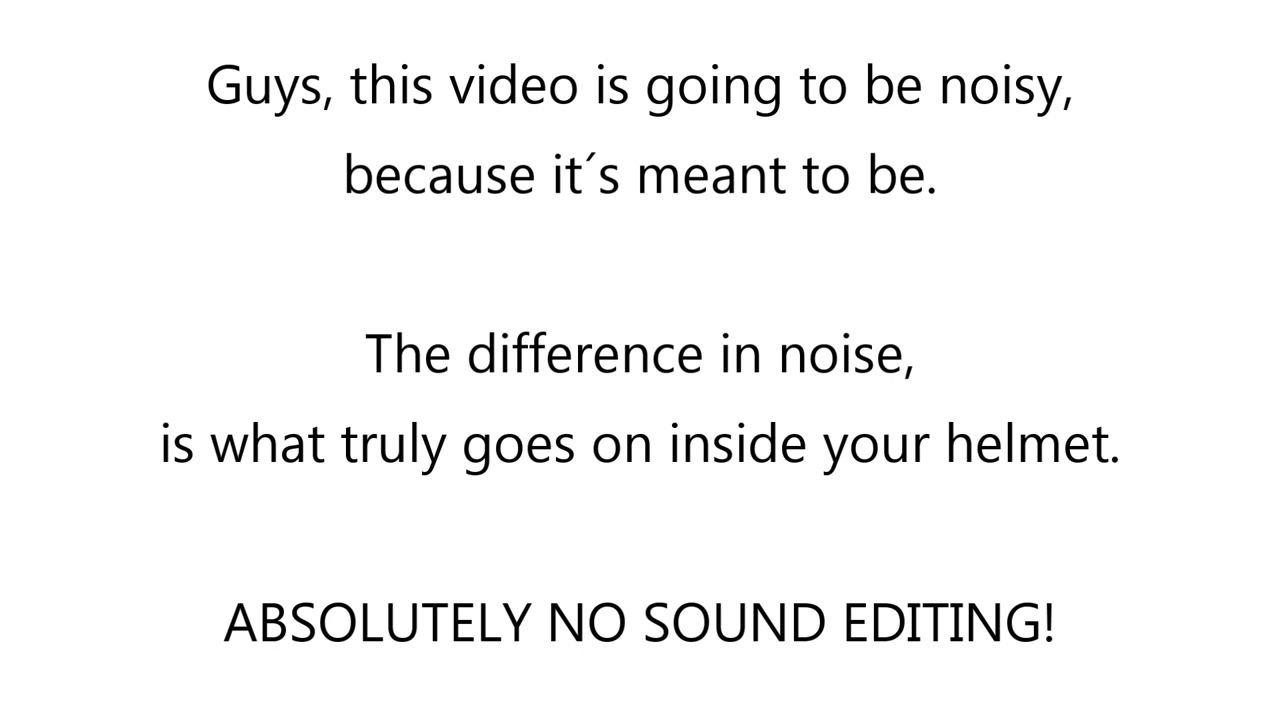 Guys, this video is going to be noisy,
because it´s meant to be.
The difference in noise,
is what truly goes on inside your helmet.
ABSOLUTELY NO SOUND EDITING!